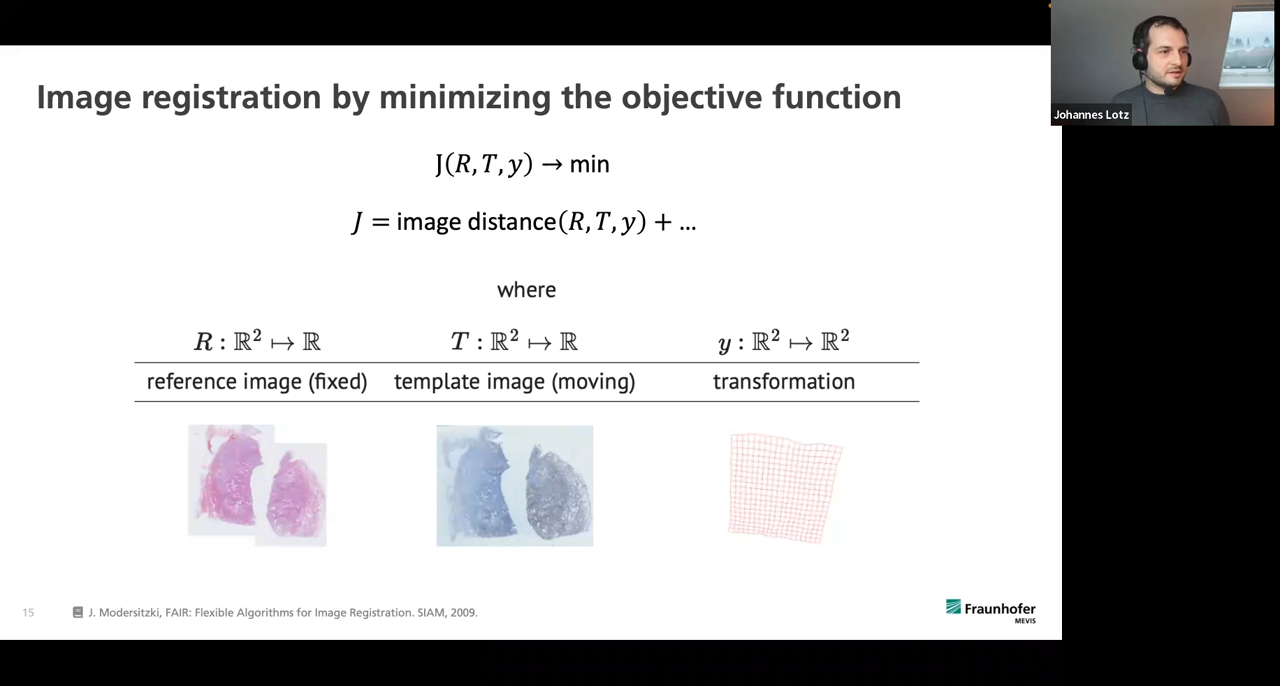 Image registration by minimizing the objective function
J(R, T, y) → min
J = image distance(R, T, y) + ...
where
R : ℝ² ↦ ℝ T : ℝ² ↦ ℝ y : ℝ² ↦ ℝ²
reference image (fixed) template image (moving) transformation
15 J. Modersitzki, FAIR: Flexible Algorithms for Image Registration. SIAM, 2009.
Fraunhofer
MEVIS
Johannes Lotz